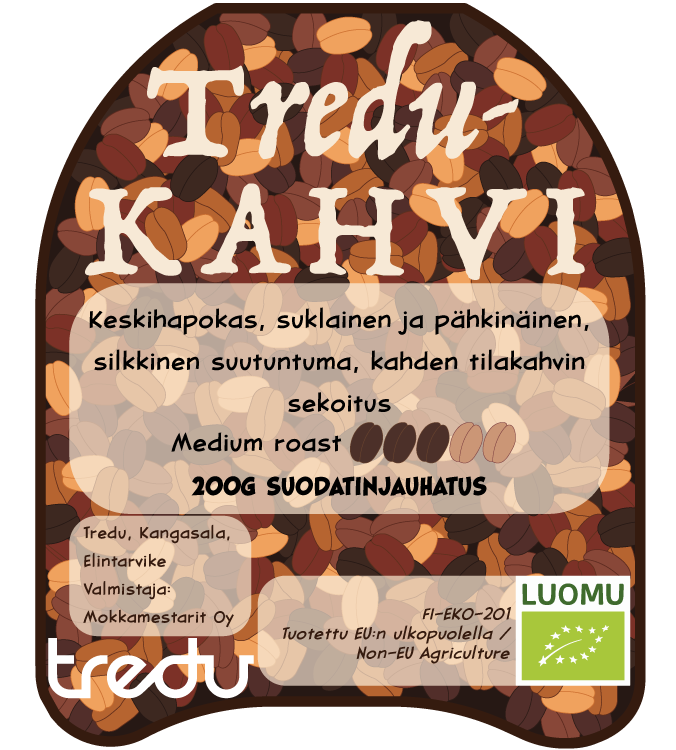 Tredu-
KAHVI
Keskihapokas, suklainen ja pähkinäinen,
silkkinen suutuntuma, kahden tilakahvin
sekoitus
Medium roast
200G SUODATINJAUHATUS
Tredu, Kangasala,
Elintarvike
Valmistaja:
Mokkamestarit Oy
tredu
LUOMU
FI-EKO-201
Tuotettu EU:n ulkopuolella /
Non-EU Agriculture